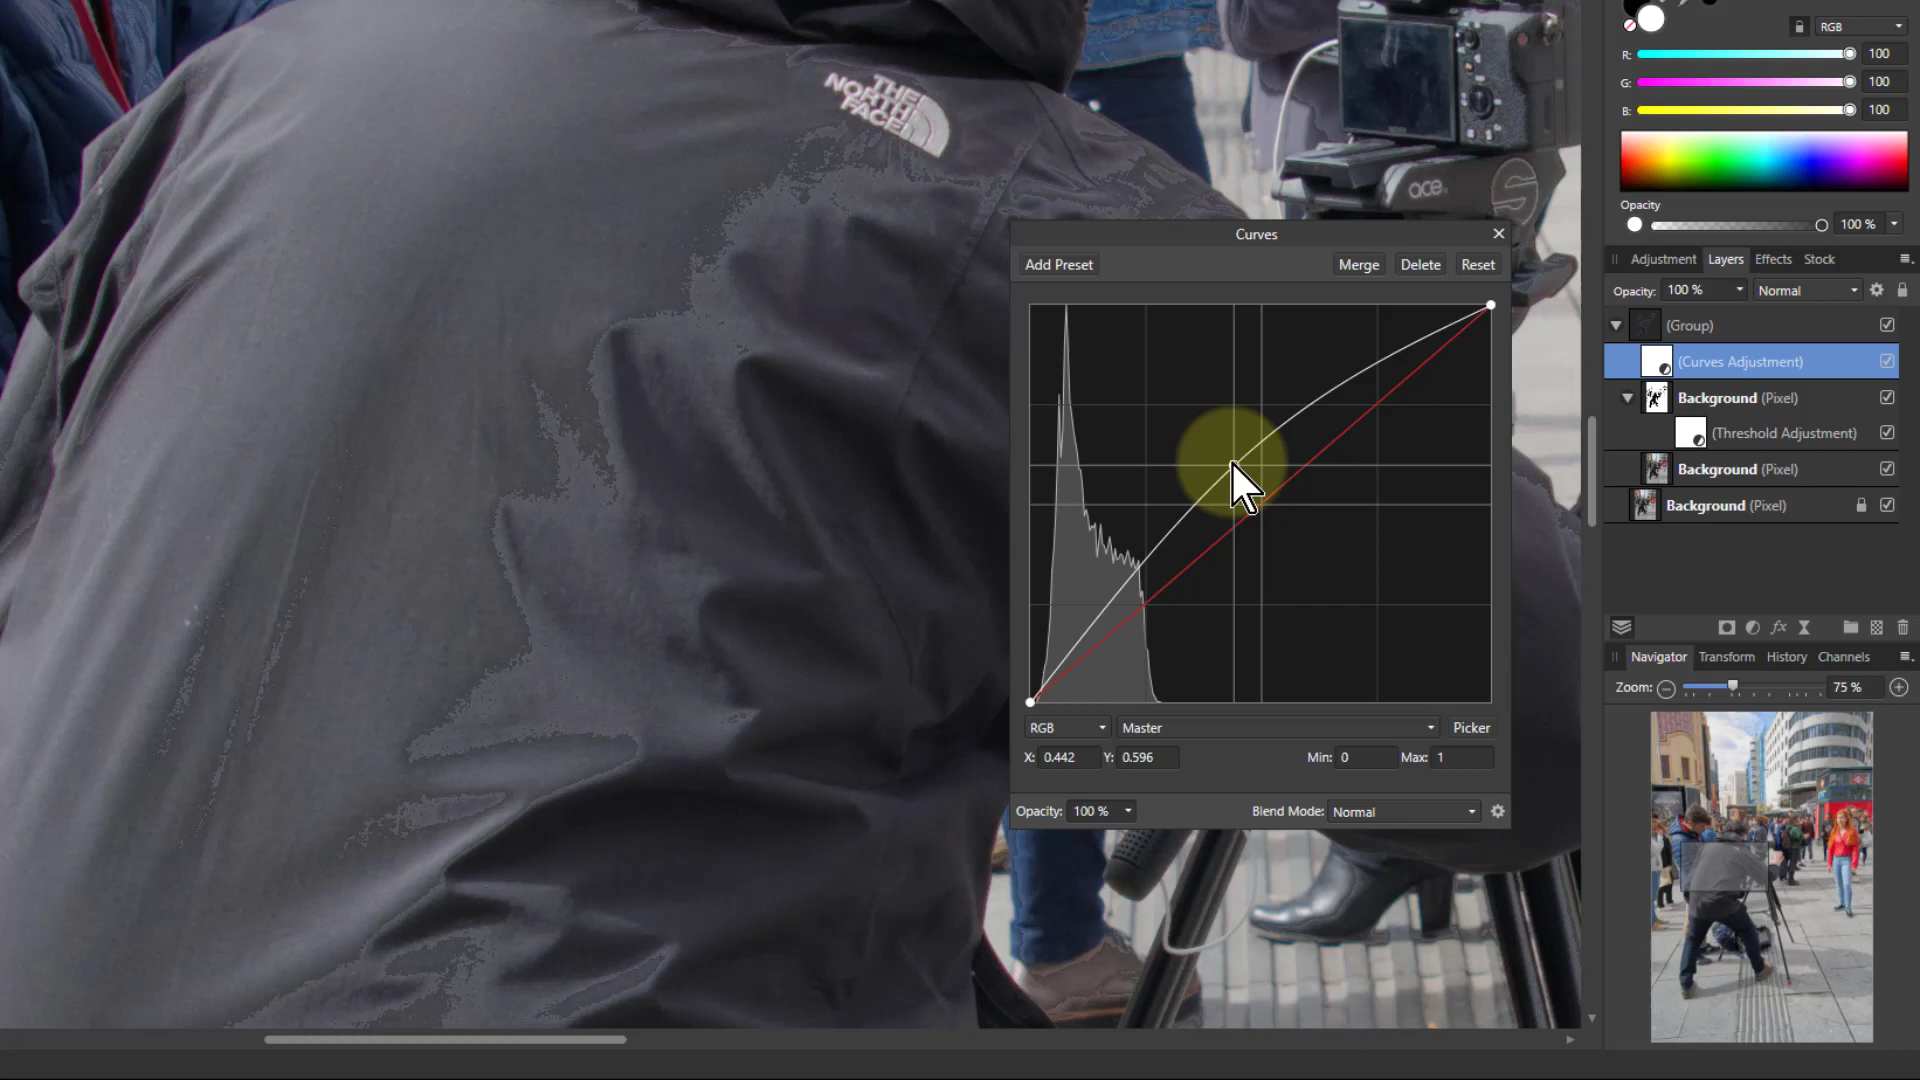 THE
NORTH
FACE
ace
Curves
Add Preset
Merge
Delete
Reset
RGB
Master
Picker
X: 0.442
Y: 0.596
Min: 0
Max: 1
Opacity: 100 %
Blend Mode: Normal
RGB
R: 100
G: 100
B: 100
Opacity
100 %
Adjustment
Layers
Effects
Stock
Opacity: 100 %
Normal
(Group)
(Curves Adjustment)
Background (Pixel)
(Threshold Adjustment)
Background (Pixel)
Background (Pixel)
fx
Navigator
Transform
History
Channels
Zoom:
75 %